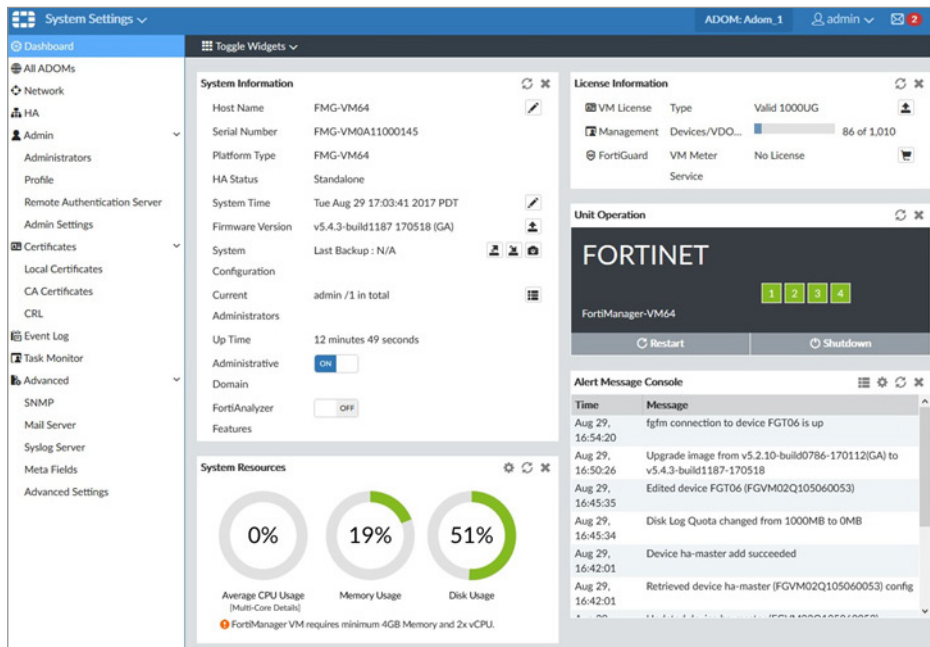 System Settings
ADOM: Adom_1
admin
2
Dashboard
All ADOMs
Network
HA
Admin
Administrators
Profile
Remote Authentication Server
Admin Settings
Certificates
Local Certificates
CA Certificates
CRL
Event Log
Task Monitor
Advanced
SNMP
Mail Server
Syslog Server
Meta Fields
Advanced Settings
Toggle Widgets
System Information
Host Name FMG-VM64
Serial Number FMG-VM0A11000145
Platform Type FMG-VM64
HA Status Standalone
System Time Tue Aug 29 17:03:41 2017 PDT
Firmware Version v5.4.3-build1187 170518 (GA)
System Last Backup : N/A
Configuration
Current admin /1 in total
Administrators
Up Time 12 minutes 49 seconds
Administrative ON
Domain
FortiAnalyzer OFF
Features
System Resources
0% 19% 51%
Average CPU Usage Memory Usage Disk Usage
[Multi-Core Details]
FortiManager VM requires minimum 4GB Memory and 2x vCPU.
License Information
VM License Type Valid 1000UG
Management Devices/VDO... 86 of 1,010
FortiGuard VM Meter No License
Service
Unit Operation
FORTINET
1 2 3 4
FortiManager-VM64
Restart Shutdown
Alert Message Console
Time Message
Aug 29, fgfm connection to device FGT06 is up
16:54:20
Aug 29, Upgrade image from v5.2.10-build0786-170112(GA) to
16:50:26 v5.4.3-build1187-170518
Aug 29, Edited device FGT06 (FGVM02Q105060053)
16:45:35
Aug 29, Disk Log Quota changed from 1000MB to 0MB
16:45:34
Aug 29, Device ha-master add succeeded
16:42:01
Aug 29, Retrieved device ha-master (FGVM02Q105060053) config
16:42:01